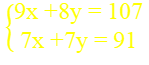 9x +8y = 107
7x +7y = 91